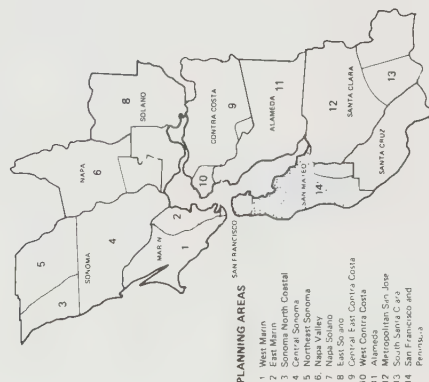 5
3
SONOMA
4
NAPA
6
7
8
SOLANO
MARIN
2
1
SAN FRANCISCO
CONTRA COSTA
10
9
ALAMEDA
11
SAN MATEO
14
12
SANTA CLARA
13
SANTA CRUZ
PLANNING AREAS
1 West Marin
2 East Marin
3 Sonoma North Coastal
4 Central Sonoma
5 Northeast Sonoma
6. Napa Valley
7 Napa Solano
8 East Solano
9 Central East Contra Costa
10 West Contra Costa
11 Alameda
12 Metropolitan San Jose
13 South Santa Clara
14 San Francisco and
Peninsula